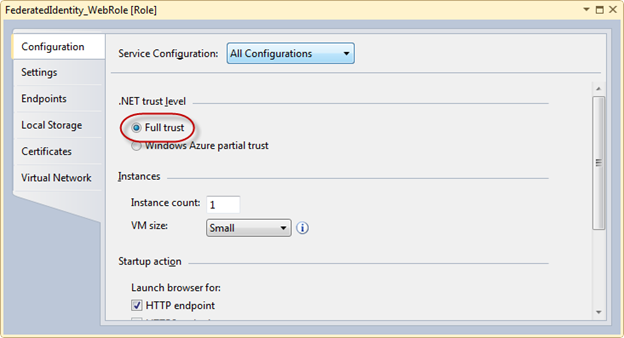 FederatedIdentity_WebRole [Role]
Configuration
Settings
Endpoints
Local Storage
Certificates
Virtual Network
Service Configuration: All Configurations
.NET trust level
Full trust
Windows Azure partial trust
Instances
Instance count: 1
VM size: Small
Startup action
Launch browser for:
HTTP endpoint